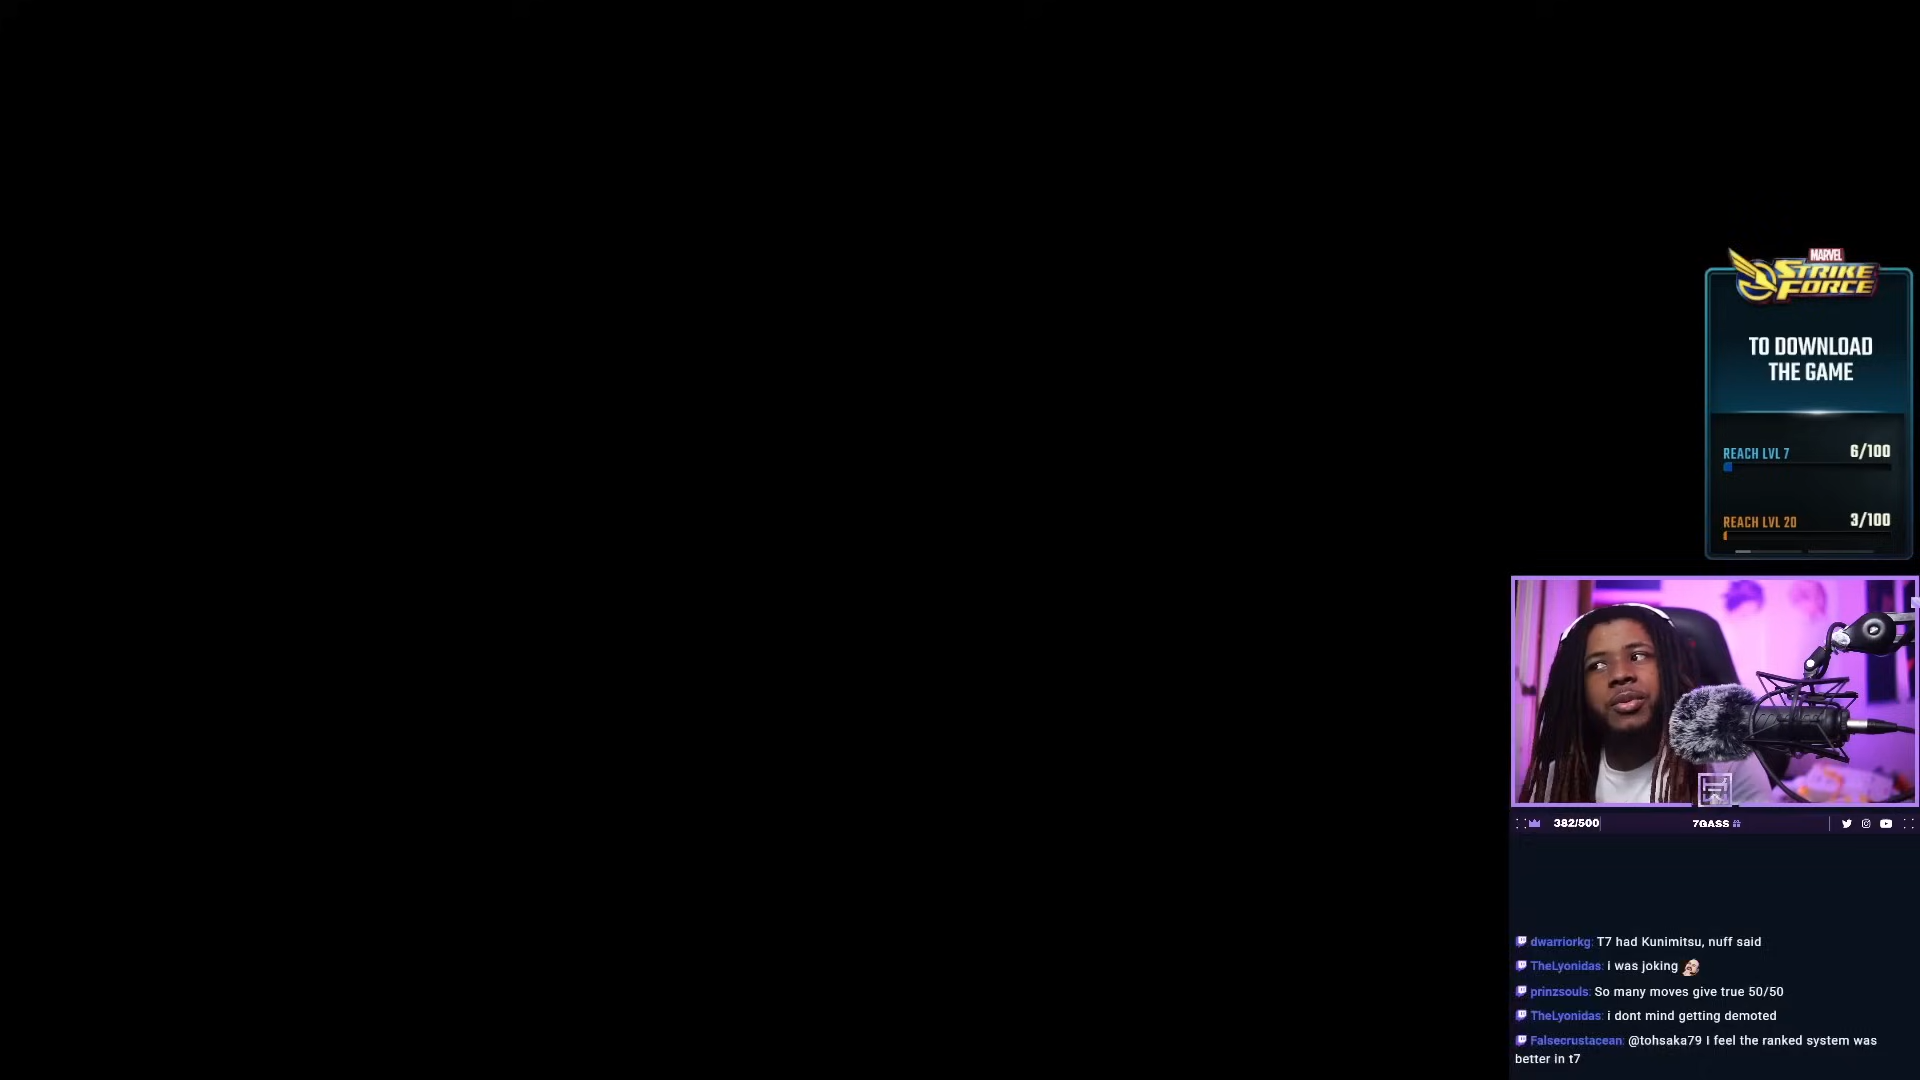 MARVEL
STRIKE
FORCE
TO DOWNLOAD
THE GAME
REACH LVL 7 6/100
REACH LVL 20 3/100
382/500 7GASS
dwarriorkg: T7 had Kunimitsu, nuff said
TheLyonidas: i was joking
prinzsouls: So many moves give true 50/50
TheLyonidas: i dont mind getting demoted
Falsecrustacean: @tohsaka79 I feel the ranked system was
better in t7